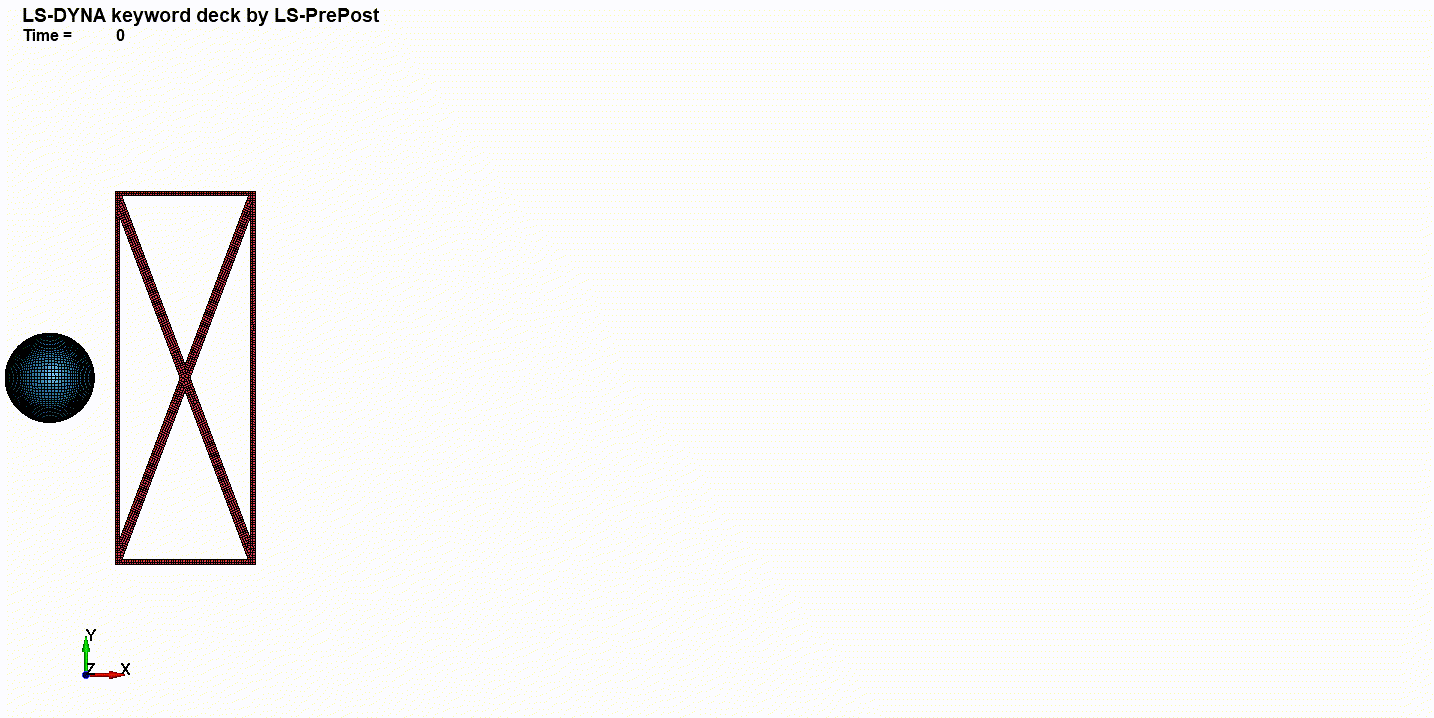 LS-DYNA keyword deck by LS-PrePost
Time = 0
Y
Z X